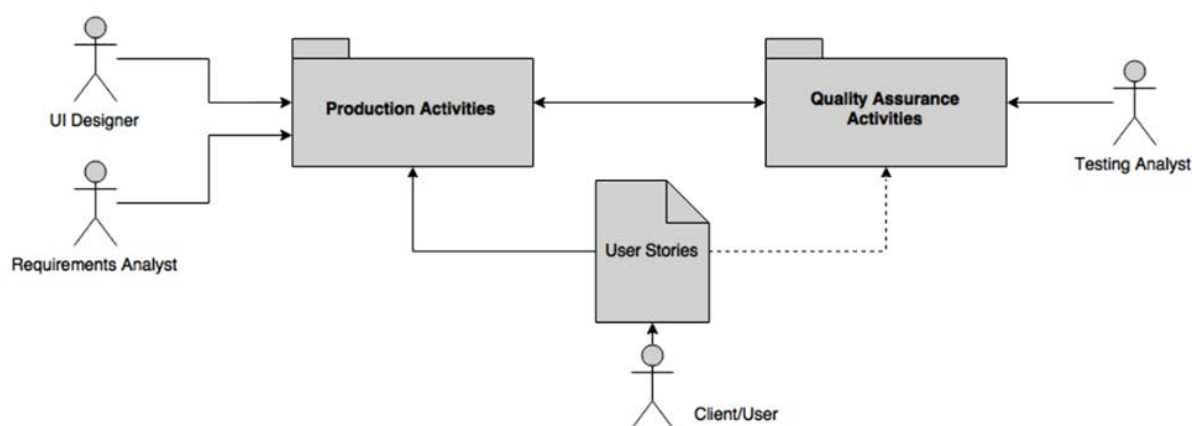 UI Designer
Requirements Analyst
Production Activities
Quality Assurance
Activities
Testing Analyst
User Stories
Client/User